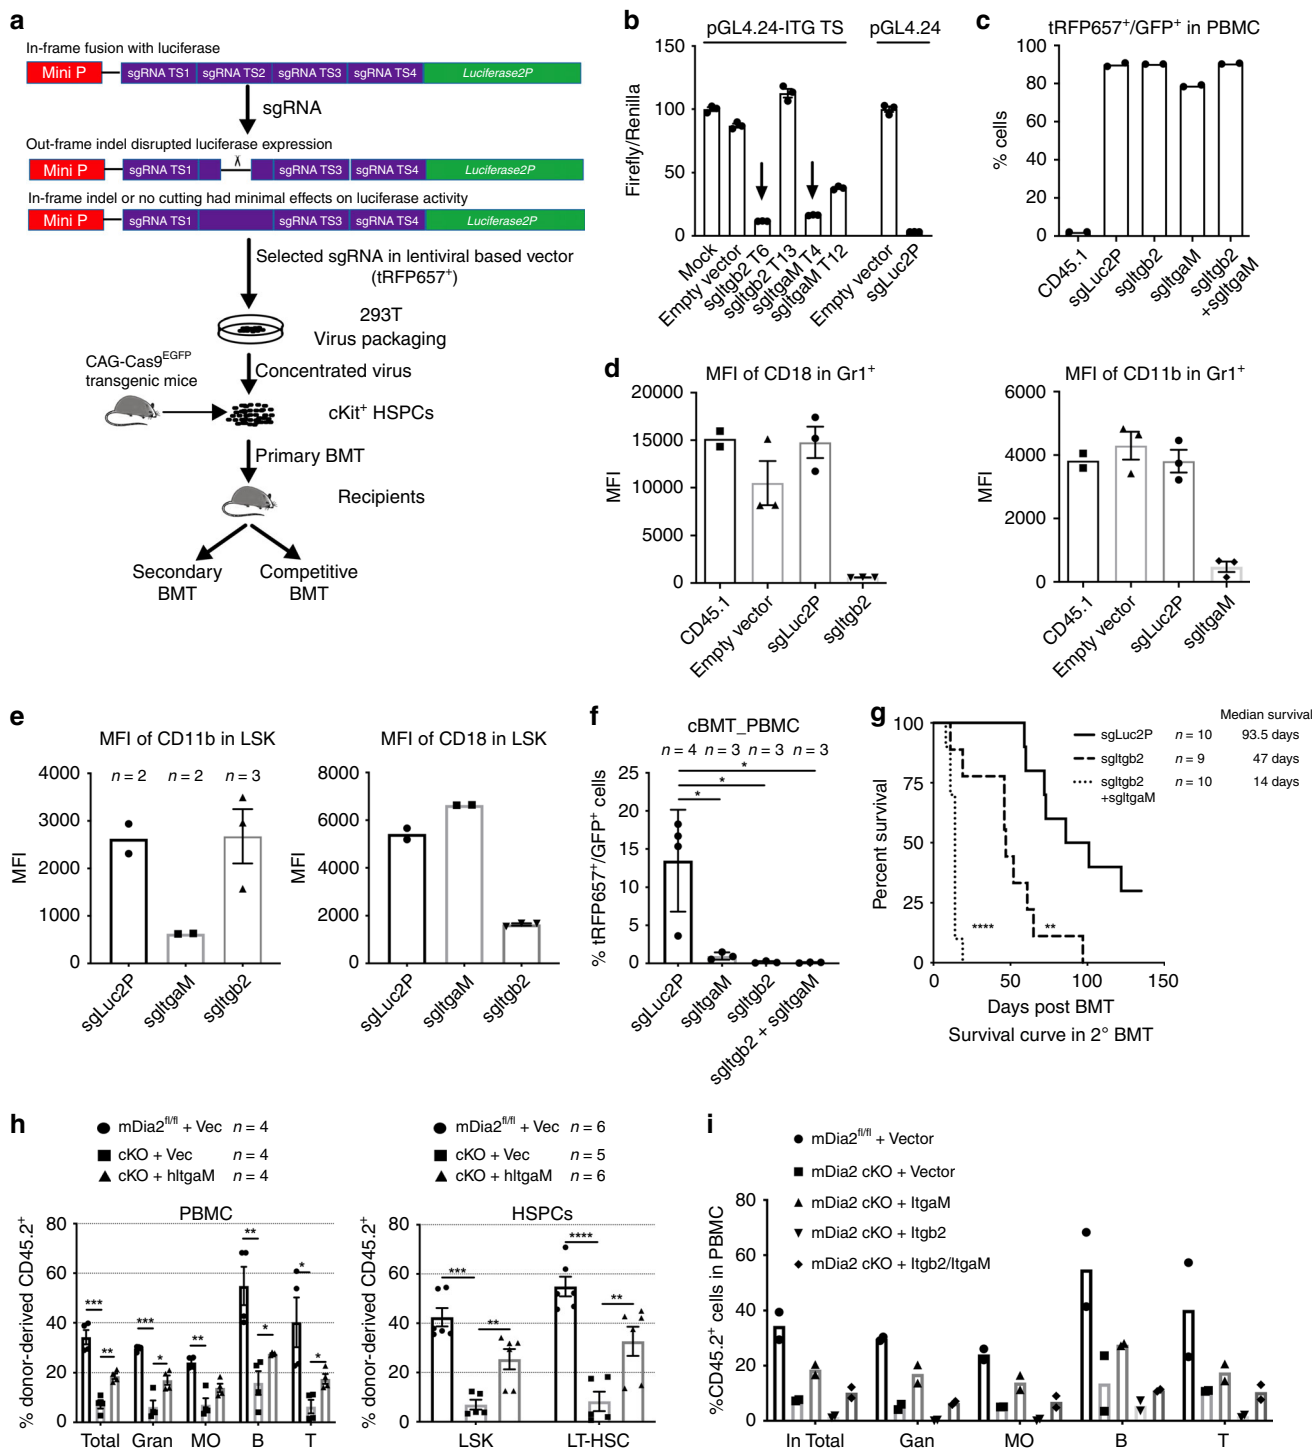 a
In-frame fusion with luciferase
Mini P sgRNA TS1 sgRNA TS2 sgRNA TS3 sgRNA TS4 Luciferase2P
sgRNA
Out-frame indel disrupted luciferase expression
Mini P sgRNA TS1 sgRNA TS3 sgRNA TS4 Luciferase2P
In-frame indel or no cutting had minimal effects on luciferase activity
Mini P sgRNA TS1 sgRNA TS3 sgRNA TS4 Luciferase2P
Selected sgRNA in lentiviral based vector
(tRFP657⁺)
293T
Virus packaging
CAG-Cas9ᴱᴳᶠᴾ
transgenic mice
Concentrated virus
cKit⁺ HSPCs
Primary BMT
Recipients
Secondary
BMT
Competitive
BMT
b
pGL4.24-ITG TS pGL4.24
Firefly/Renilla
150
100
50
0
Mock
Empty vector
sgItgb2 T6
sgItgb2 T13
sgItgaM T4
sgItgaM T12
Empty vector
sgLuc2P
c
tRFP657⁺/GFP⁺ in PBMC
% cells
100
80
60
40
20
0
CD45.1
sgLuc2P
sgItgb2
sgItgaM
sgItgb2
+sgItgaM
d
MFI of CD18 in Gr1⁺
MFI
20000
15000
10000
5000
0
CD45.1
Empty vector
sgLuc2P
sgItgb2
MFI of CD11b in Gr1⁺
MFI
6000
4000
2000
0
CD45.1
Empty vector
sgLuc2P
sgItgaM
e
MFI of CD11b in LSK
n = 2 n = 2 n = 3
MFI
4000
3000
2000
1000
0
sgLuc2P
sgItgaM
sgItgb2
MFI of CD18 in LSK
MFI
8000
6000
4000
2000
0
sgLuc2P
sgItgaM
sgItgb2
f
cBMT_PBMC
n = 4 n = 3 n = 3 n = 3
% tRFP657⁺/GFP⁺ cells
25
20
15
10
5
0
*
*
*
sgLuc2P
sgItgaM
sgItgb2
sgItgb2 + sgItgaM
g
Median survival
sgLuc2P n = 10 93.5 days
sgItgb2 n = 9 47 days
sgItgb2 n = 10 14 days
+sgItgaM
Percent survival
100
75
50
25
0
**** **
0 50 100 150
Days post BMT
Survival curve in 2° BMT
h
mDia2ᶠˡ/ᶠˡ + Vec n = 4
cKO + Vec n = 4
cKO + hItgaM n = 4
PBMC
% donor-derived CD45.2⁺
80
60
40
20
0
*** ** *** * ** ** * * *
Total Gran MO B T
mDia2ᶠˡ/ᶠˡ + Vec n = 6
cKO + Vec n = 5
cKO + hItgaM n = 6
HSPCs
% donor-derived CD45.2⁺
80
60
40
20
0
*** ** **** **
LSK LT-HSC
i
mDia2ᶠˡ/ᶠˡ + Vector
mDia2 cKO + Vector
mDia2 cKO + ItgaM
mDia2 cKO + Itgb2
mDia2 cKO + Itgb2/ItgaM
%CD45.2⁺ cells in PBMC
80
60
40
20
0
In Total Gan MO B T